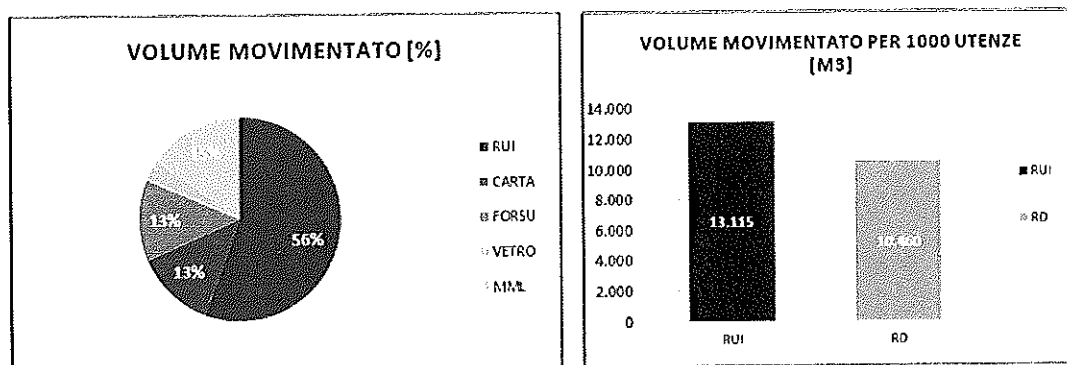 VOLUME MOVIMENTATO [%]
RUI
CARTA
FORSU
VETRO
MML
13%
56%
13%
VOLUME MOVIMENTATO PER 1000 UTENZE
[M3]
14.000
12.000
10.000
8.000
6.000
4.000
2.000
0
13.115
RUI
RD
RUI
RD